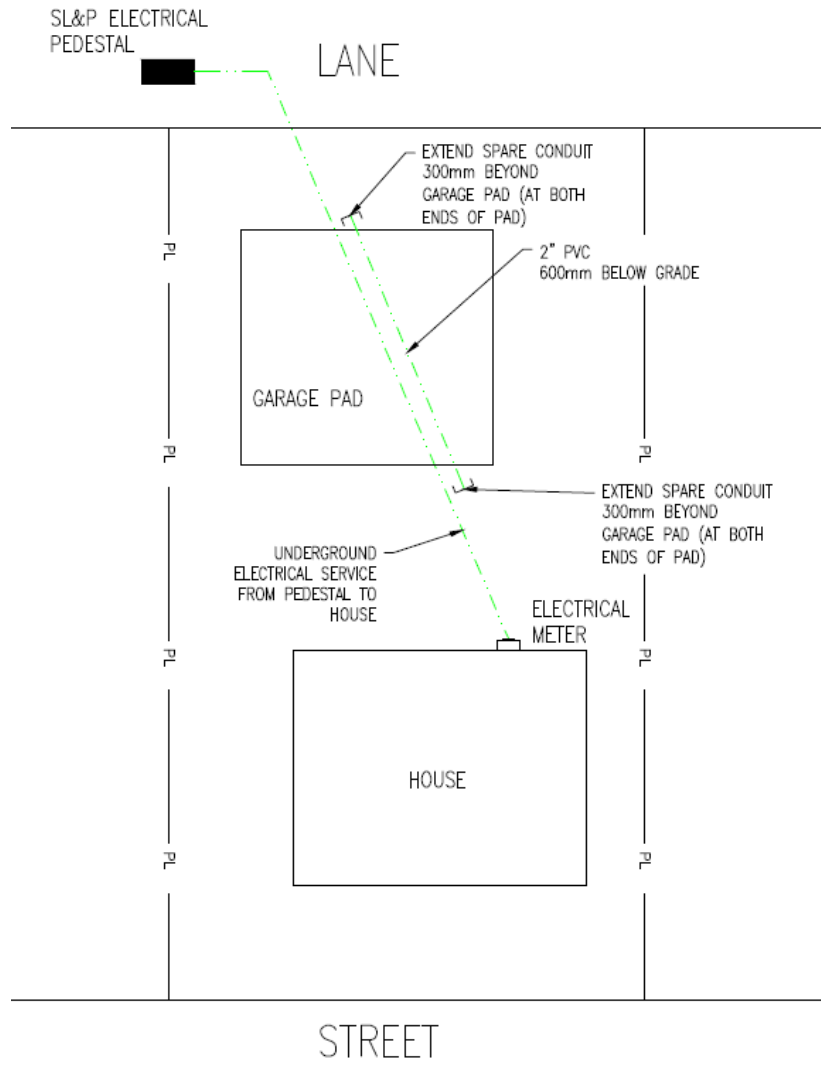 SL&P ELECTRICAL
PEDESTAL
LANE
EXTEND SPARE CONDUIT
300mm BEYOND
GARAGE PAD (AT BOTH
ENDS OF PAD)
PL
PL
2" PVC
600mm BELOW GRADE
GARAGE PAD
PL
PL
EXTEND SPARE CONDUIT
300mm BEYOND
GARAGE PAD (AT BOTH
ENDS OF PAD)
UNDERGROUND
ELECTRICAL SERVICE
FROM PEDESTAL TO
HOUSE
ELECTRICAL
METER
PL
PL
HOUSE
PL
PL
STREET